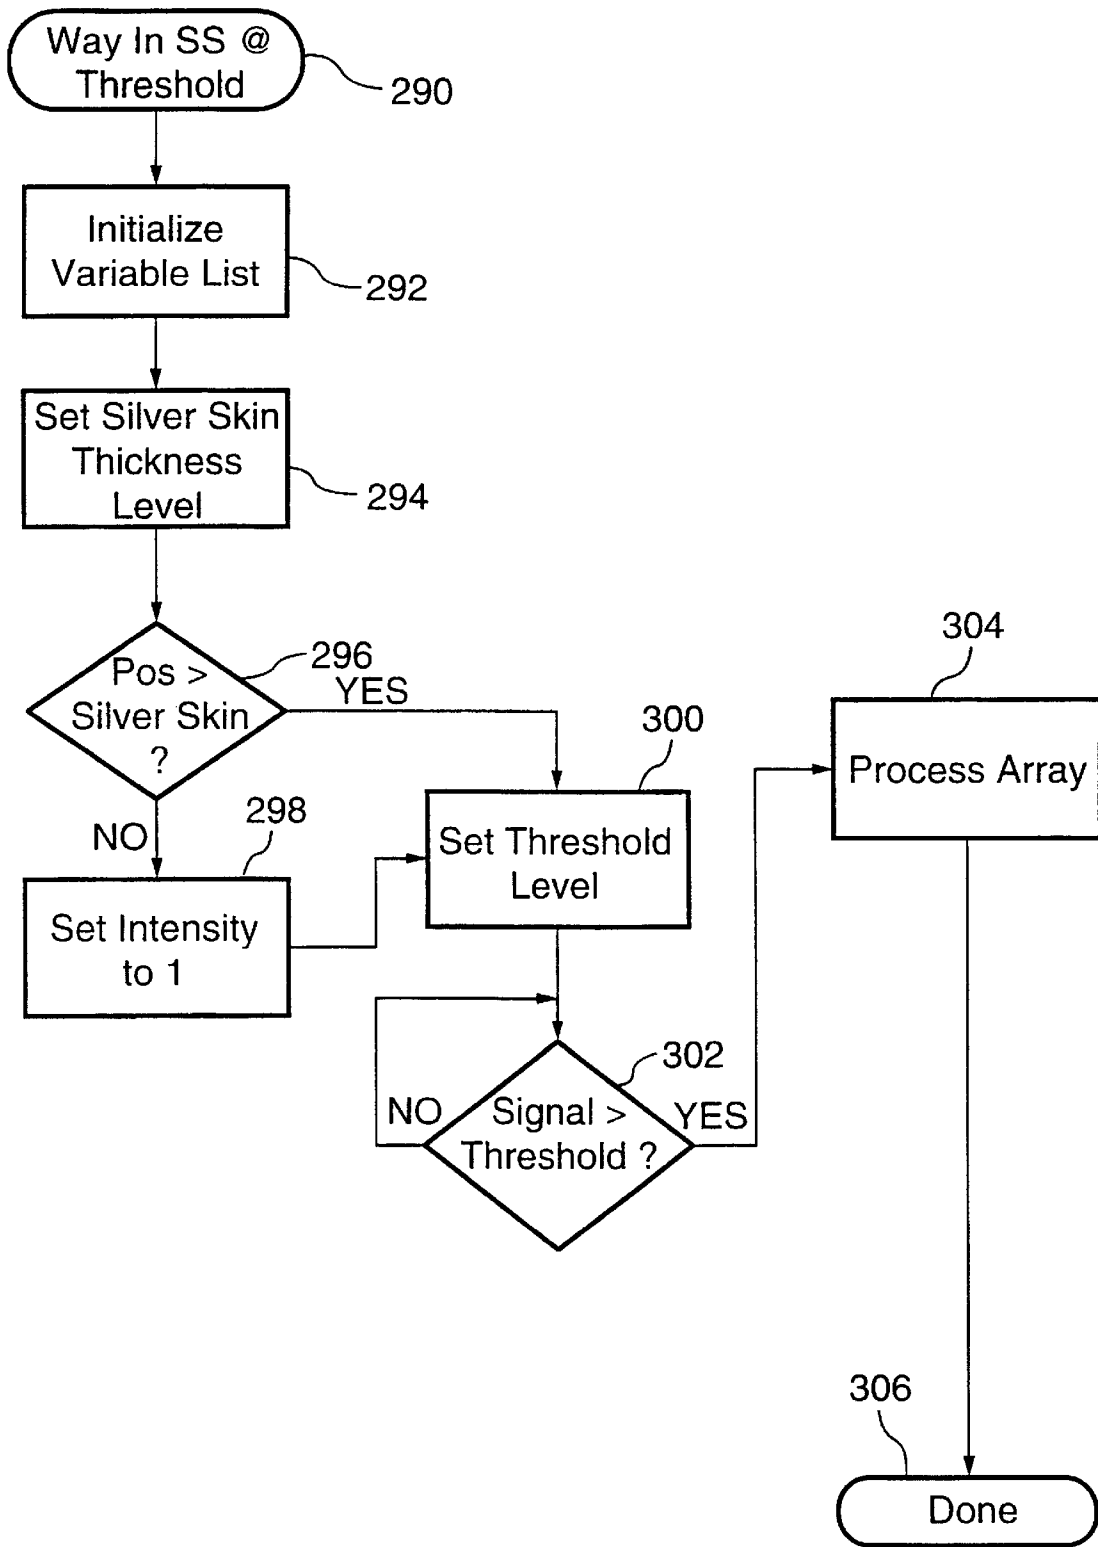 Way In SS @
Threshold
290
Initialize
Variable List
292
Set Silver Skin
Thickness
Level
294
Pos >
Silver Skin
?
296
YES
NO
298
Set Intensity
to 1
300
Set Threshold
Level
302
Signal >
Threshold ?
NO
YES
304
Process Array
306
Done